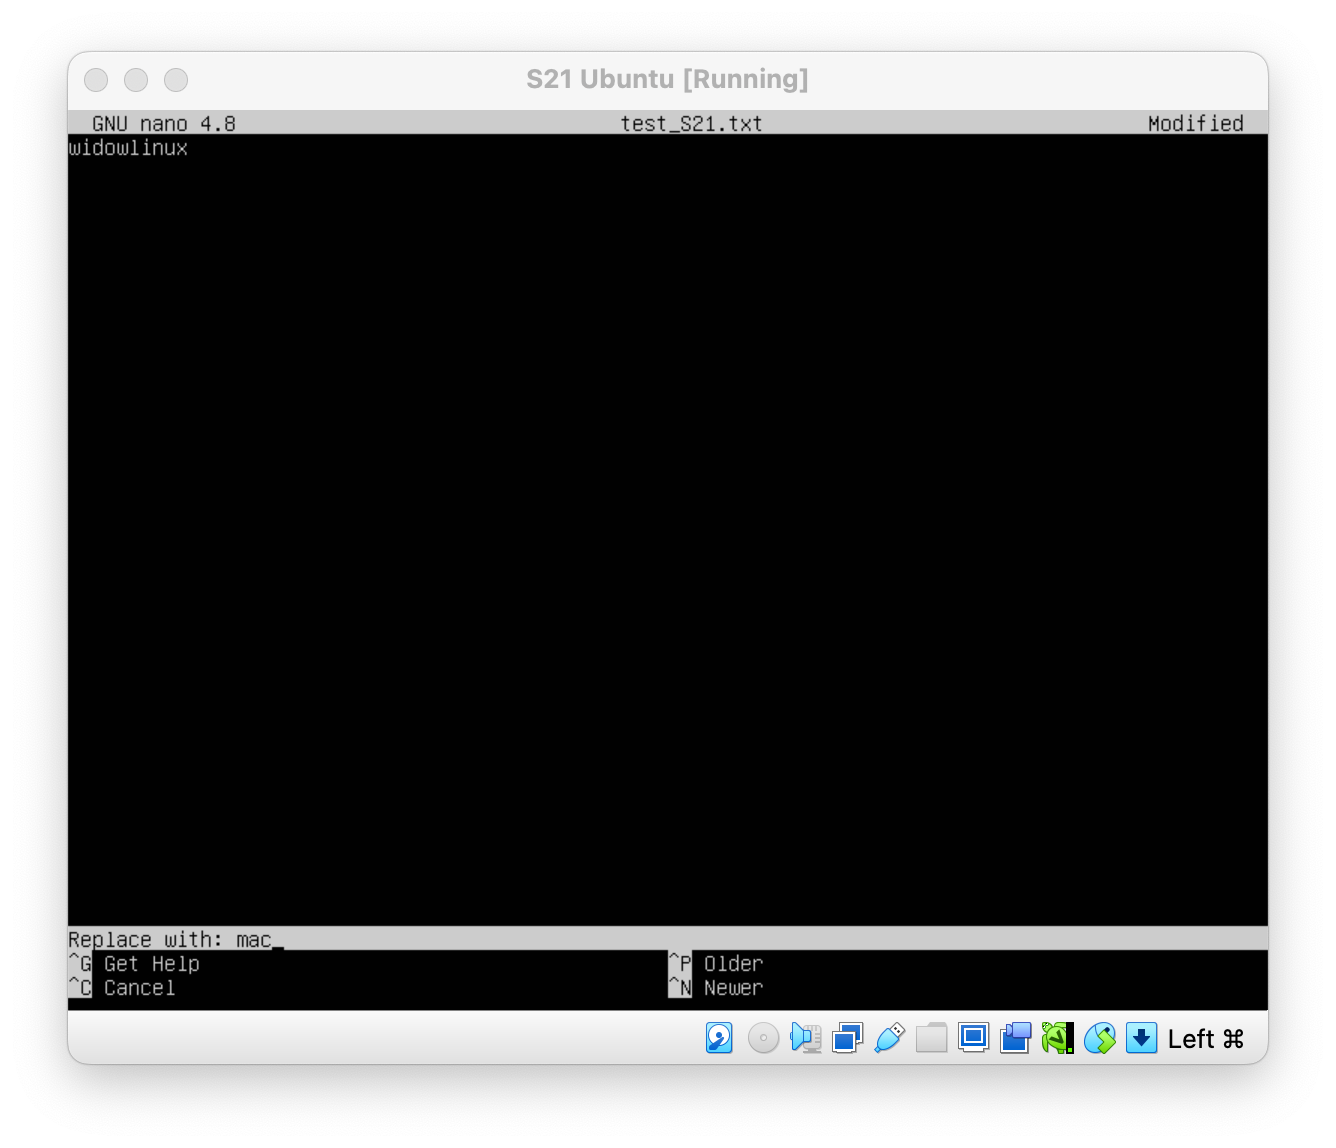 S21 Ubuntu [Running]
GNU nano 4.8 test_S21.txt Modified
widowlinux
Replace with: mac_
^G Get Help ^P Older
^C Cancel ^N Newer
Left ⌘